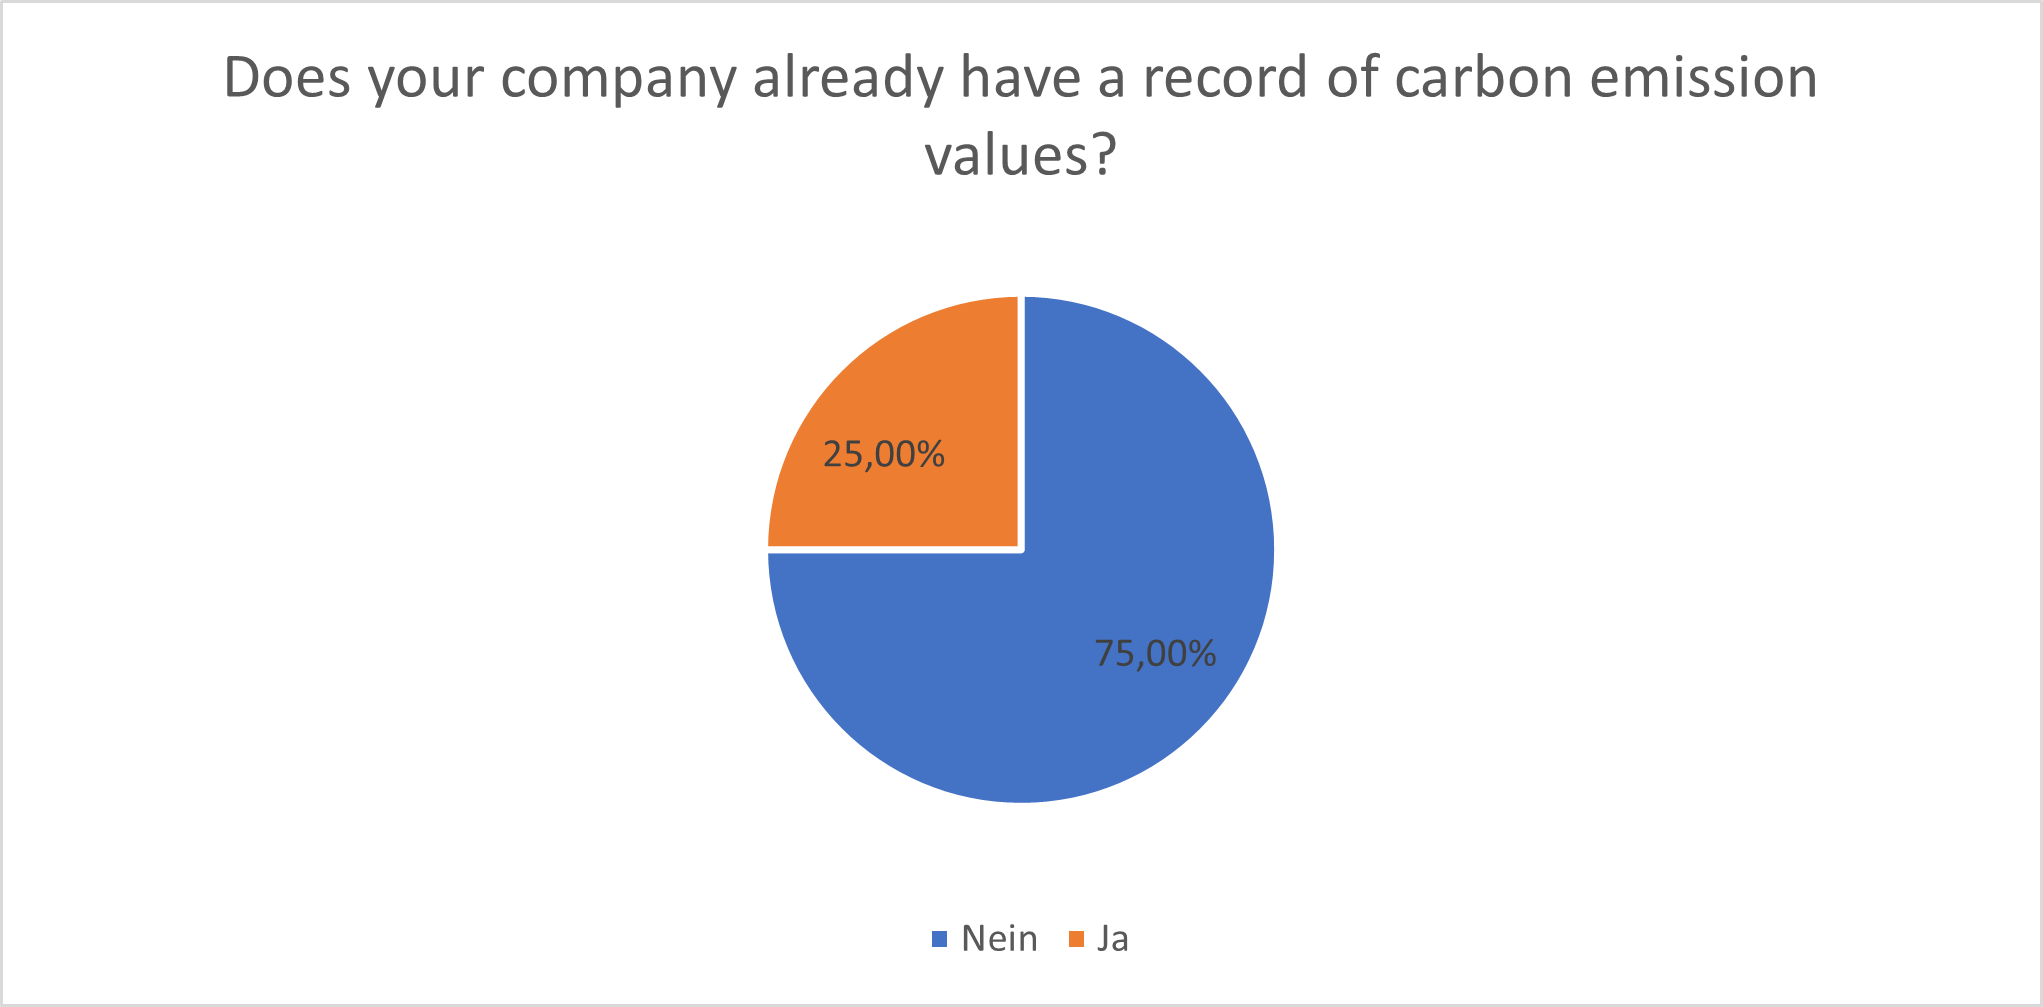 Does your company already have a record of carbon emission
values?
25,00%
75,00%
Nein Ja